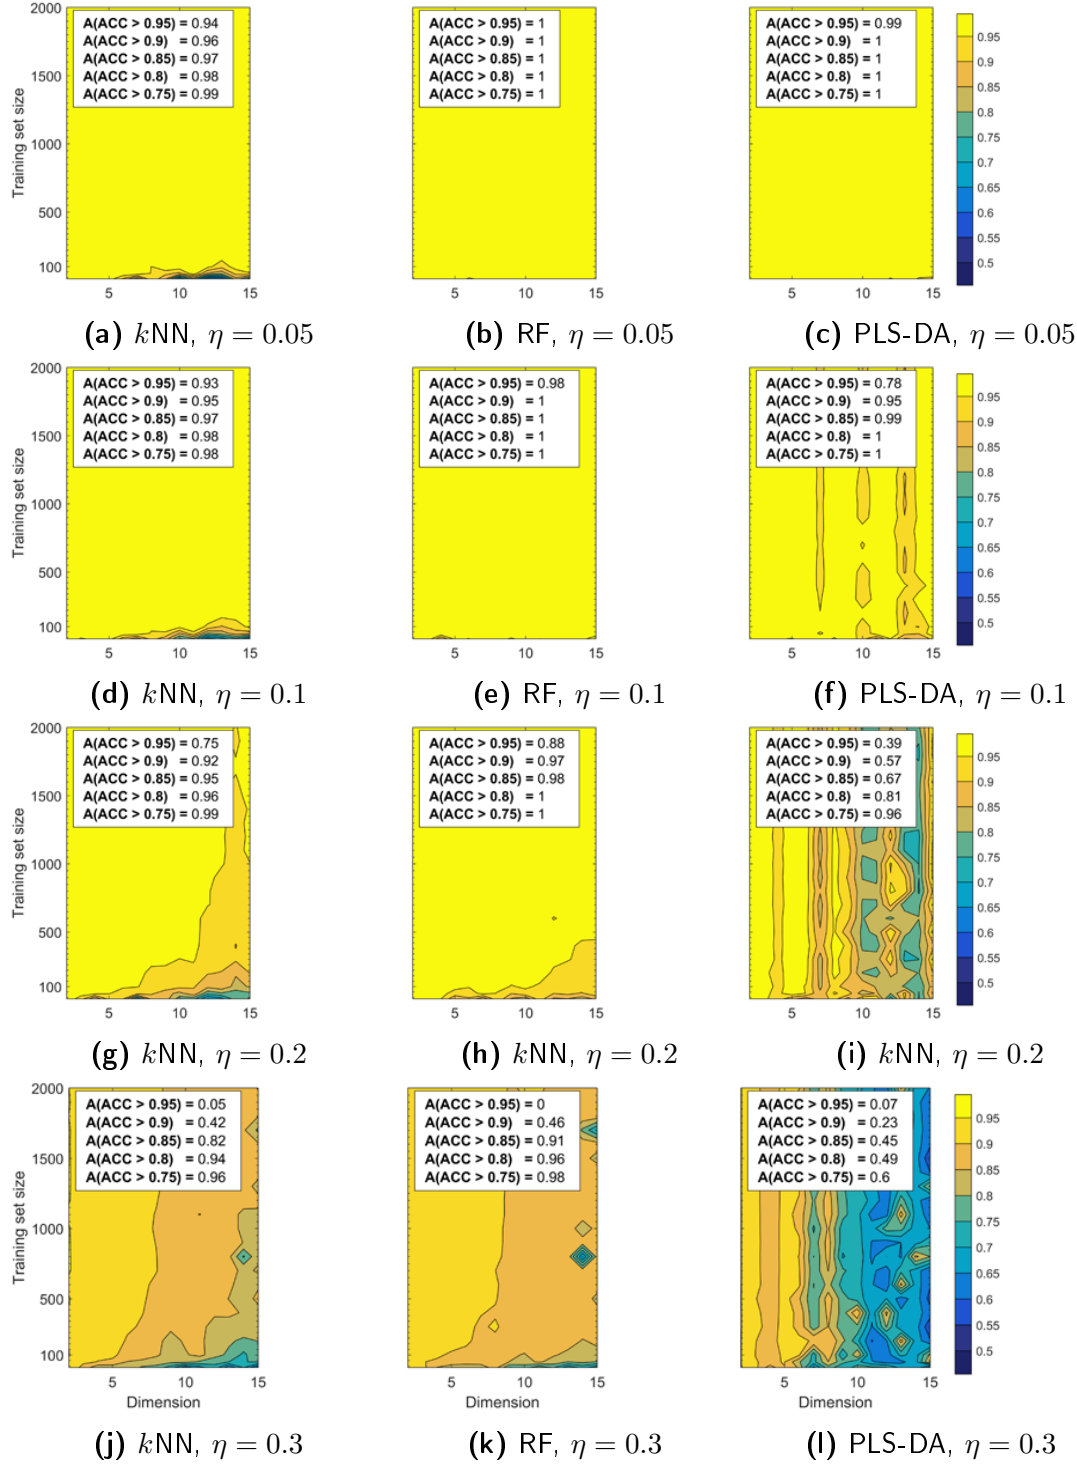 2000
1500
1000
500
100
Training set size
A(ACC > 0.95) = 0.94
A(ACC > 0.9) = 0.96
A(ACC > 0.85) = 0.97
A(ACC > 0.8) = 0.98
A(ACC > 0.75) = 0.99
5 10 15
A(ACC > 0.95) = 1
A(ACC > 0.9) = 1
A(ACC > 0.85) = 1
A(ACC > 0.8) = 1
A(ACC > 0.75) = 1
5 10 15
A(ACC > 0.95) = 0.99
A(ACC > 0.9) = 1
A(ACC > 0.85) = 1
A(ACC > 0.8) = 1
A(ACC > 0.75) = 1
5 10 15
0.95
0.9
0.85
0.8
0.75
0.7
0.65
0.6
0.55
0.5
(a) kNN, η = 0.05
(b) RF, η = 0.05
(c) PLS-DA, η = 0.05
2000
1500
1000
500
100
Training set size
A(ACC > 0.95) = 0.93
A(ACC > 0.9) = 0.95
A(ACC > 0.85) = 0.97
A(ACC > 0.8) = 0.98
A(ACC > 0.75) = 0.98
5 10 15
A(ACC > 0.95) = 0.98
A(ACC > 0.9) = 1
A(ACC > 0.85) = 1
A(ACC > 0.8) = 1
A(ACC > 0.75) = 1
5 10 15
A(ACC > 0.95) = 0.78
A(ACC > 0.9) = 0.95
A(ACC > 0.85) = 0.99
A(ACC > 0.8) = 1
A(ACC > 0.75) = 1
5 10 15
0.95
0.9
0.85
0.8
0.75
0.7
0.65
0.6
0.55
0.5
(d) kNN, η = 0.1
(e) RF, η = 0.1
(f) PLS-DA, η = 0.1
2000
1500
1000
500
100
Training set size
A(ACC > 0.95) = 0.75
A(ACC > 0.9) = 0.92
A(ACC > 0.85) = 0.95
A(ACC > 0.8) = 0.96
A(ACC > 0.75) = 0.99
5 10 15
A(ACC > 0.95) = 0.88
A(ACC > 0.9) = 0.97
A(ACC > 0.85) = 0.98
A(ACC > 0.8) = 1
A(ACC > 0.75) = 1
5 10 15
A(ACC > 0.95) = 0.39
A(ACC > 0.9) = 0.57
A(ACC > 0.85) = 0.67
A(ACC > 0.8) = 0.81
A(ACC > 0.75) = 0.96
5 10 15
0.95
0.9
0.85
0.8
0.75
0.7
0.65
0.6
0.55
0.5
(g) kNN, η = 0.2
(h) kNN, η = 0.2
(i) kNN, η = 0.2
2000
1500
1000
500
100
Training set size
A(ACC > 0.95) = 0.05
A(ACC > 0.9) = 0.42
A(ACC > 0.85) = 0.82
A(ACC > 0.8) = 0.94
A(ACC > 0.75) = 0.96
5 10 15
Dimension
A(ACC > 0.95) = 0
A(ACC > 0.9) = 0.46
A(ACC > 0.85) = 0.91
A(ACC > 0.8) = 0.96
A(ACC > 0.75) = 0.98
5 10 15
Dimension
A(ACC > 0.95) = 0.07
A(ACC > 0.9) = 0.23
A(ACC > 0.85) = 0.45
A(ACC > 0.8) = 0.49
A(ACC > 0.75) = 0.6
5 10 15
Dimension
0.95
0.9
0.85
0.8
0.75
0.7
0.65
0.6
0.55
0.5
(j) kNN, η = 0.3
(k) RF, η = 0.3
(l) PLS-DA, η = 0.3